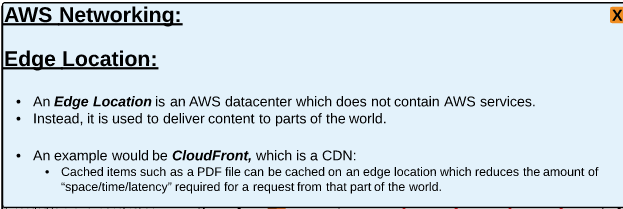 AWS Networking:
X
Edge Location:
• An Edge Location is an AWS datacenter which does not contain AWS services.
• Instead, it is used to deliver content to parts of the world.
• An example would be CloudFront, which is a CDN:
• Cached items such as a PDF file can be cached on an edge location which reduces the amount of
“space/time/latency” required for a request from that part of the world.